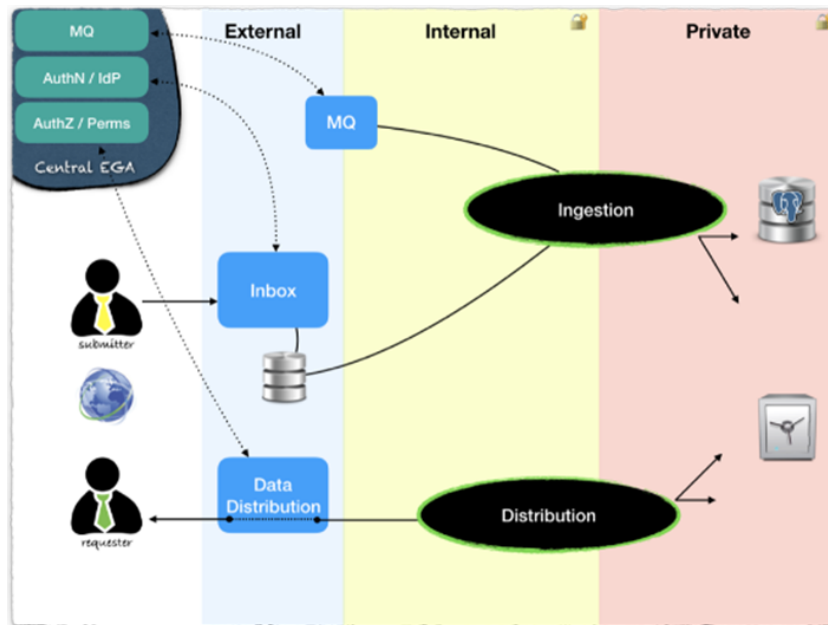 MQ
AuthN / IdP
AuthZ / Perms
Central EGA
External
Internal
Private
MQ
Ingestion
Inbox
submitter
Data
Distribution
Distribution
requester